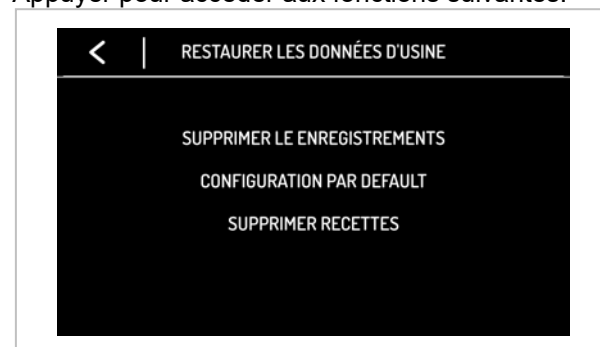 Appuyer pour accéder aux fonctions suivantes:
RESTAURER LES DONNÉES D'USINE
SUPPRIMER LE ENREGISTREMENTS
CONFIGURATION PAR DEFAULT
SUPPRIMER RECETTES